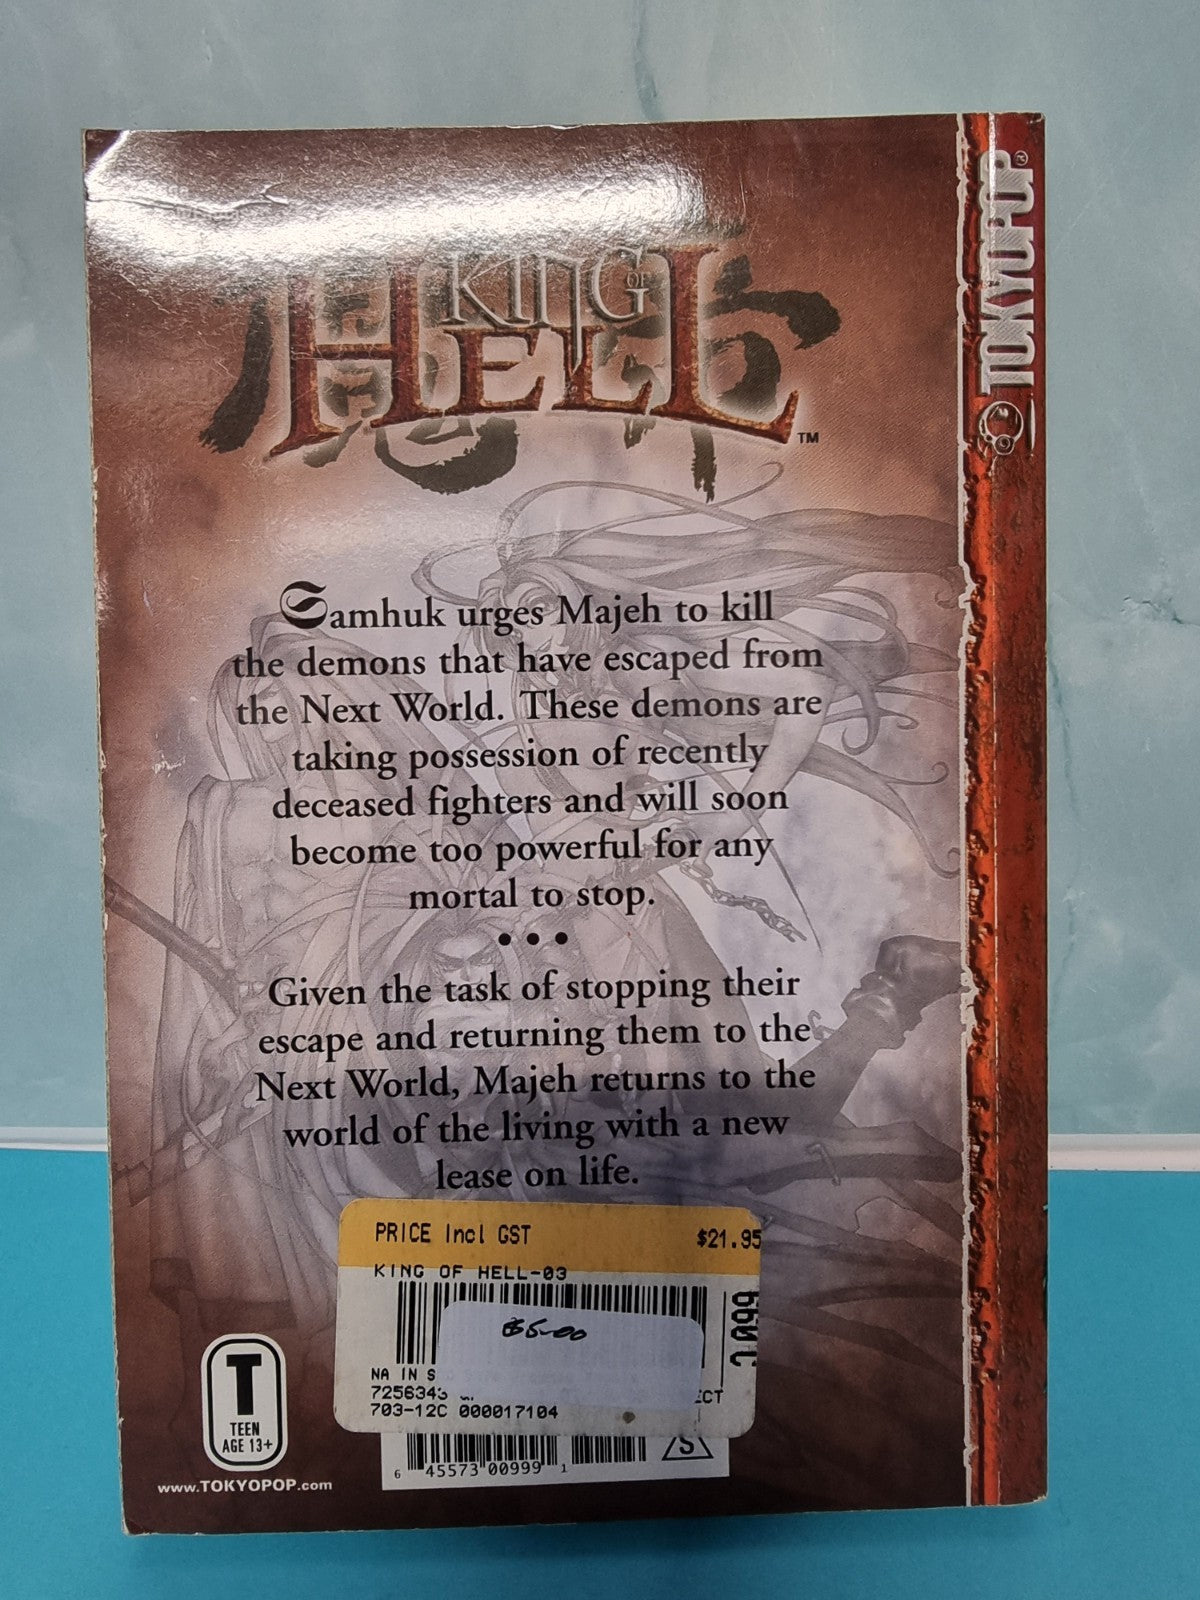 TOKYOPOP®
KING OF
HELL™
Samhuk urges Majeh to kill
the demons that have escaped from
the Next World. These demons are
taking possession of recently
deceased fighters and will soon
become too powerful for any
mortal to stop.
• • •
Given the task of stopping their
escape and returning them to the
Next World, Majeh returns to the
world of the living with a new
lease on life.
PRICE Incl GST $21.95
KING OF HELL-03
$5-00
NA IN S
7256343
703-12C 000017104
T
TEEN
AGE 13+
www.TOKYOPOP.com
6 45573 00999 1
S